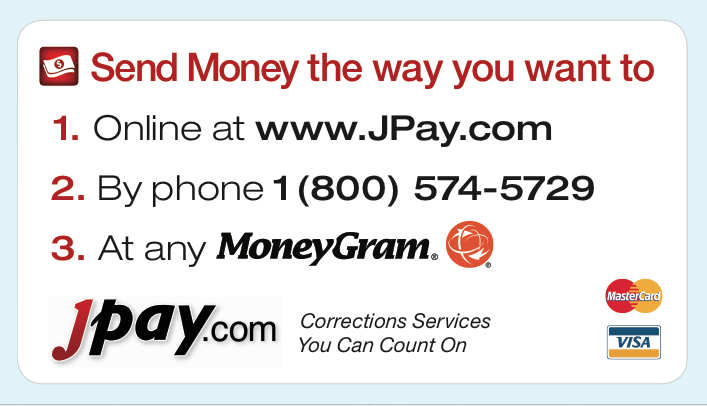 Send Money the way you want to
1. Online at www.JPay.com
2. By phone 1 (800) 574-5729
3. At any MoneyGram®
Jpay.com
Corrections Services
You Can Count On
MasterCard
VISA